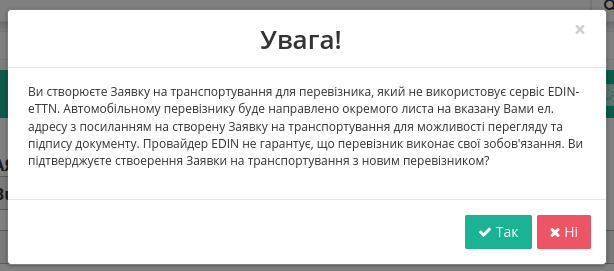 Увага!
Ви створюєте Заявку на транспортування для перевізника, який не використовує сервіс EDIN-
еТТN. Автомобільному перевізнику буде направлено окремого листа на вказану Вами ел.
адресу з посиланням на створену Заявку на транспортування для можливості перегляду та
підпису документу. Провайдер EDIN не гарантує, що перевізник виконає свої зобов'язання. Ви
підтверджуєте ствоерення Заявки на транспортування з новим перевізником?
Так
Ні